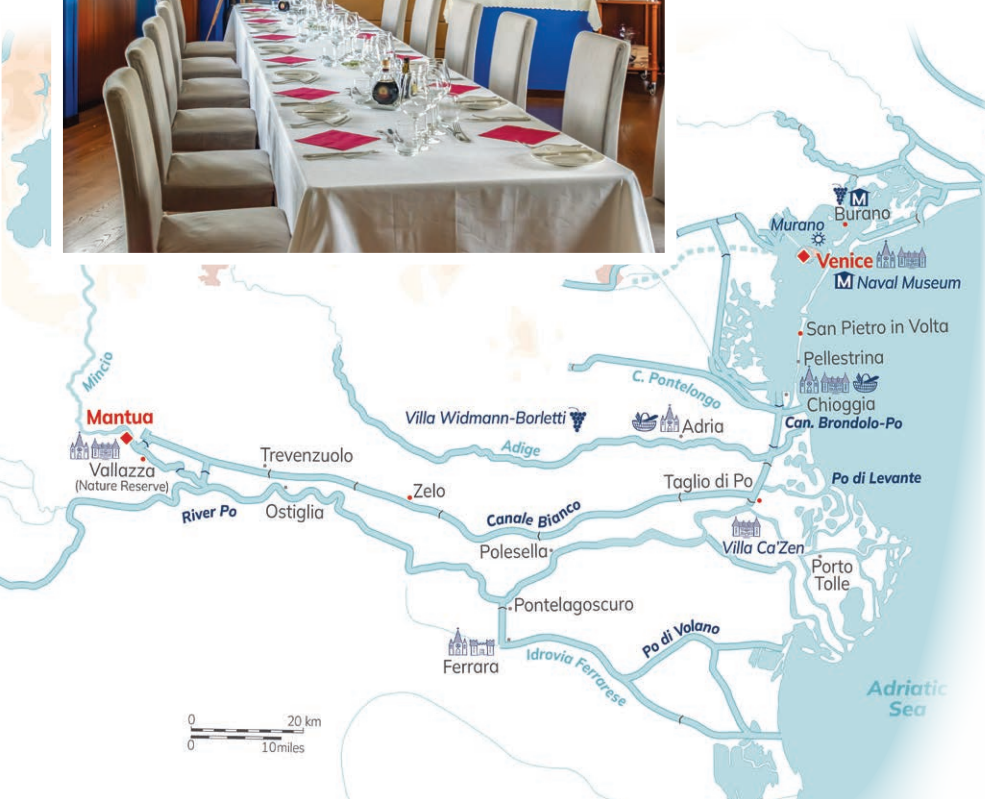 M
Burano
Murano
Venice
M Naval Museum
San Pietro in Volta
Pellestrina
Mincio
C. Pontelongo
Chioggia
Mantua
Villa Widmann-Borletti
Adria
Can. Brondolo-Po
Adige
Trevenzuolo
Vallazza
(Nature Reserve)
Taglio di Po
Po di Levante
Zelo
River Po
Ostiglia
Canale Bianco
Polesella
Villa Ca'Zen
Porto
Tolle
Pontelagoscuro
Po di Volano
Ferrara
Idrovia Ferrarese
Adriatic
Sea
0 20 km
0 10miles